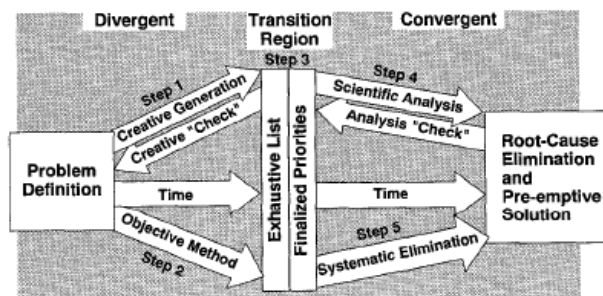 Divergent
Transition
Region
Convergent
Step 1
Creative Generation
Creative "Check"
Problem
Definition
Time
Objective Method
Step 2
Step 3
Exhaustive List
Finalized Priorities
Step 4
Scientific Analysis
Analysis "Check"
Time
Step 5
Systematic Elimination
Root-Cause
Elimination
and
Pre-emptive
Solution